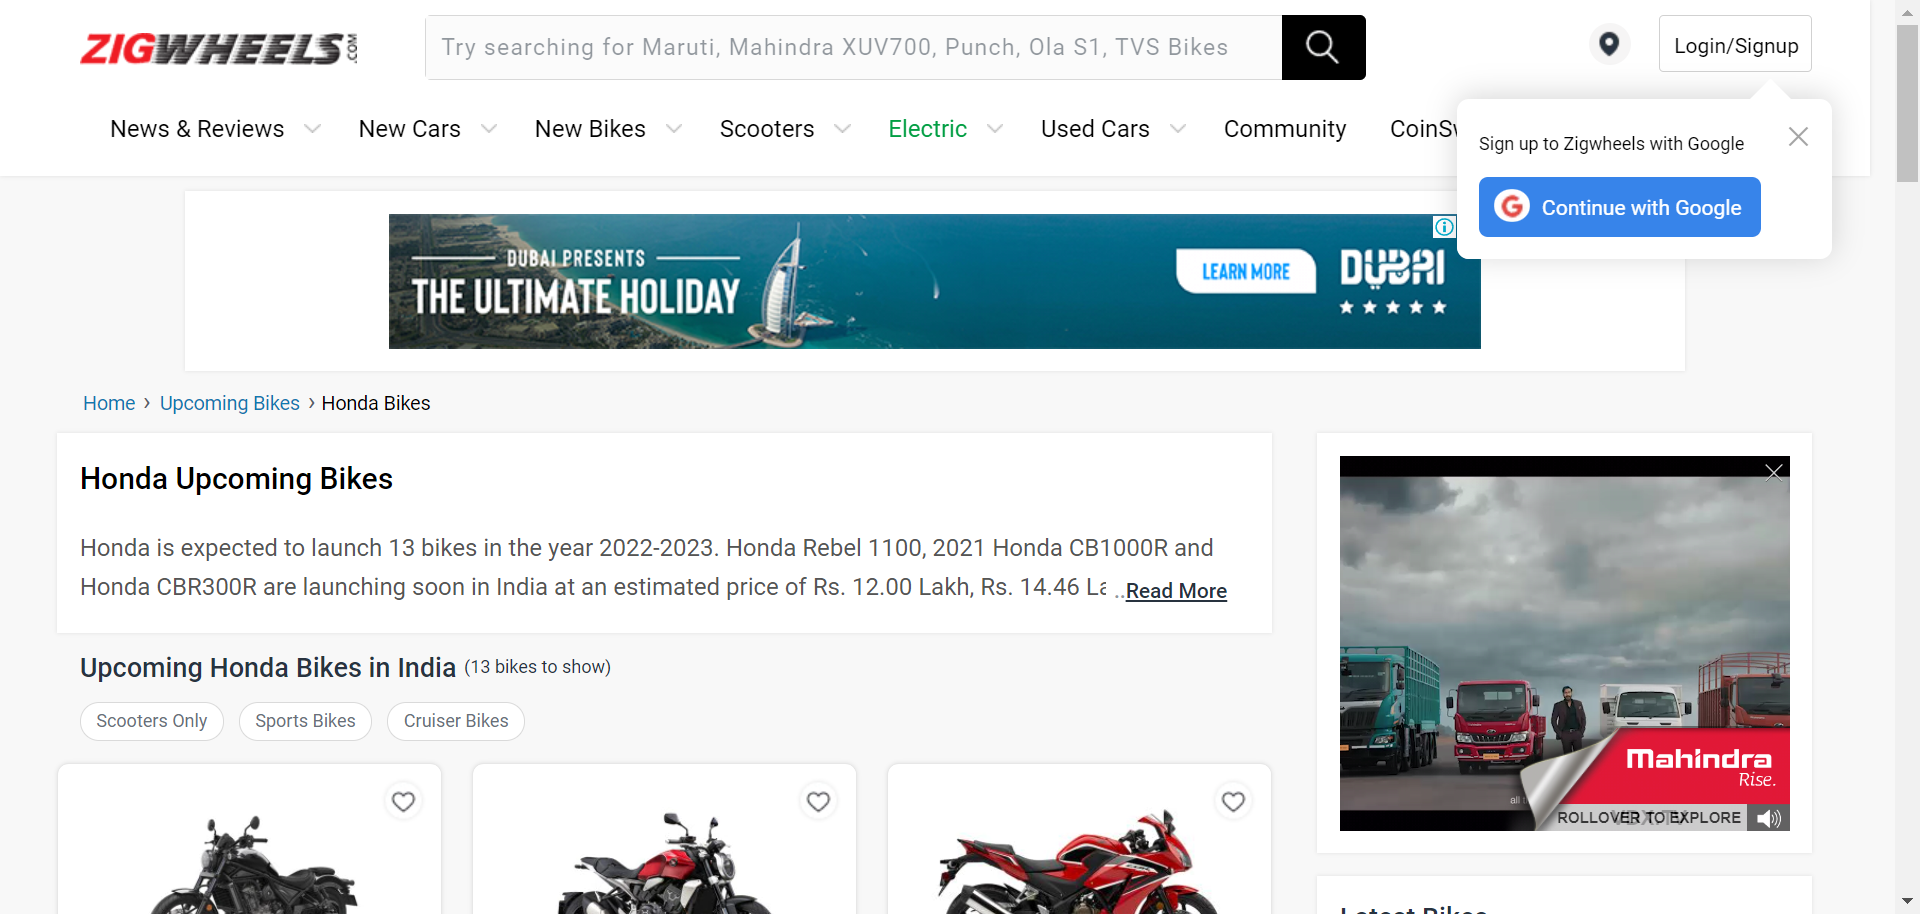 ZIGWHEELS.COM
Try searching for Maruti, Mahindra XUV700, Punch, Ola S1, TVS Bikes
Login/Signup
News & Reviews
New Cars
New Bikes
Scooters
Electric
Used Cars
Community
CoinSw
Sign up to Zigwheels with Google
Continue with Google
DUBAI PRESENTS
THE ULTIMATE HOLIDAY
LEARN MORE
DUBAI
Home › Upcoming Bikes › Honda Bikes
Honda Upcoming Bikes
Honda is expected to launch 13 bikes in the year 2022-2023. Honda Rebel 1100, 2021 Honda CB1000R and
Honda CBR300R are launching soon in India at an estimated price of Rs. 12.00 Lakh, Rs. 14.46 La ..Read More
Upcoming Honda Bikes in India (13 bikes to show)
Scooters Only
Sports Bikes
Cruiser Bikes
Mahindra
Rise.
all
ROLLOVER TO EXPLORE
VDX.TV
Latest Bikes